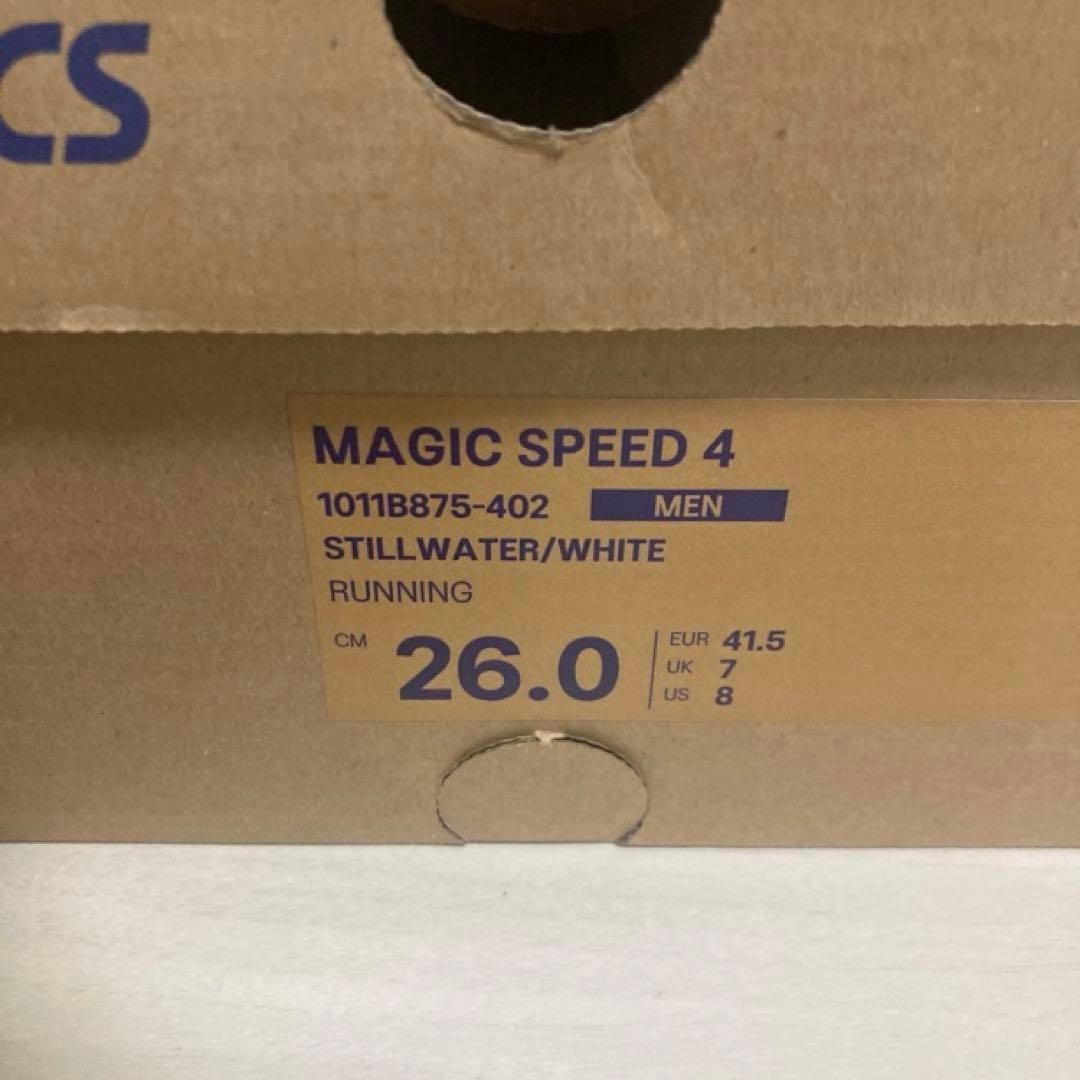 CS
MAGIC SPEED 4
1011B875-402 MEN
STILLWATER/WHITE
RUNNING
CM 26.0
EUR 41.5
UK 7
US 8